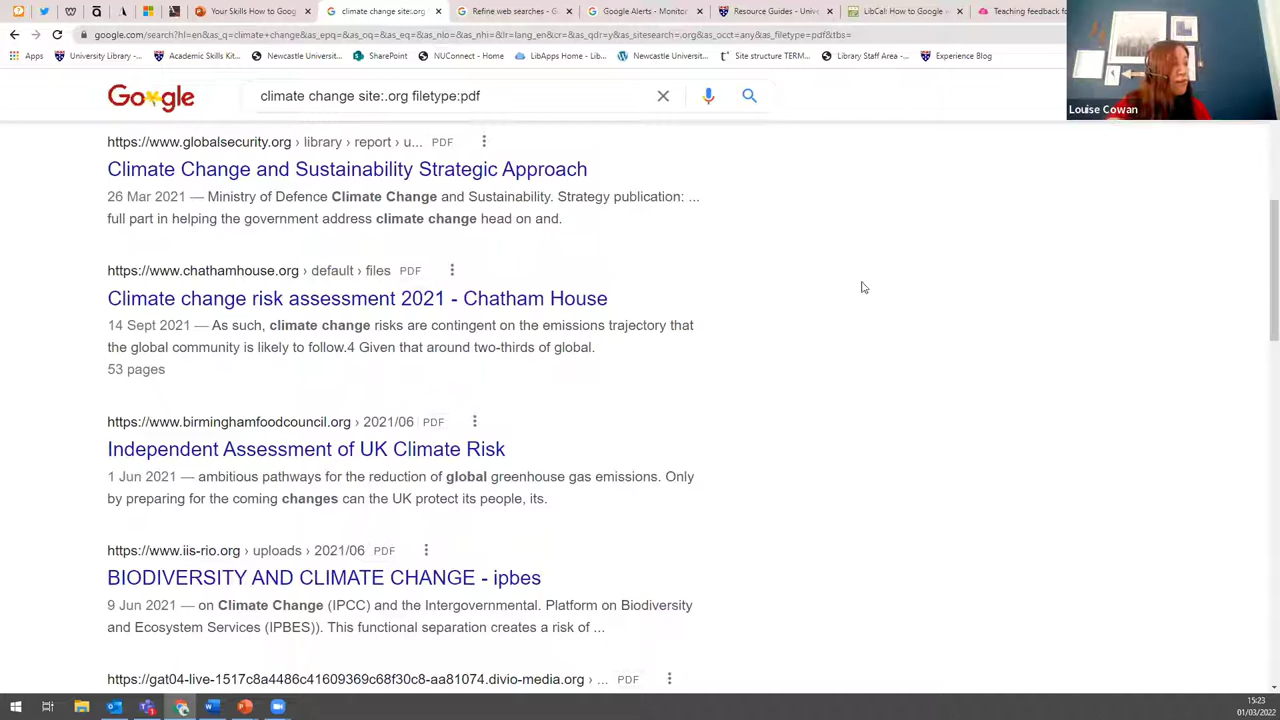 Your Skills How to Goog
climate change site:.org
Refine web searches - G
Google Alerts - Monitor
Resource Guides - Unive
LibCal: How to Google v
Teaching feedback for
google.com/search?hl=en&as_q=climate+change&as_epq=&as_oq=&as_eq=&as_nlo=&as_nhi=&lr=lang_en&cr=&as_qdr=y&as_sitesearch=.org&as_occt=any&as_filetype=pdf&tbs=
Apps
University Library -...
Academic Skills Kit...
Newcastle Universit...
SharePoint
NUConnect - Home
LibApps Home - Lib...
Newcastle Universit...
Site structure TERM...
Library Staff Area -...
Experience Blog
Louise Cowan
Google
climate change site:.org filetype:pdf
https://www.globalsecurity.org › library › report › u... PDF
Climate Change and Sustainability Strategic Approach
26 Mar 2021 — Ministry of Defence Climate Change and Sustainability. Strategy publication: ...
full part in helping the government address climate change head on and.
https://www.chathamhouse.org › default › files PDF
Climate change risk assessment 2021 - Chatham House
14 Sept 2021 — As such, climate change risks are contingent on the emissions trajectory that
the global community is likely to follow.4 Given that around two-thirds of global.
53 pages
https://www.birminghamfoodcouncil.org › 2021/06 PDF
Independent Assessment of UK Climate Risk
1 Jun 2021 — ambitious pathways for the reduction of global greenhouse gas emissions. Only
by preparing for the coming changes can the UK protect its people, its.
https://www.iis-rio.org › uploads › 2021/06 PDF
BIODIVERSITY AND CLIMATE CHANGE - ipbes
9 Jun 2021 — on Climate Change (IPCC) and the Intergovernmental. Platform on Biodiversity
and Ecosystem Services (IPBES)). This functional separation creates a risk of ...
https://gat04-live-1517c8a4486c41609369c68f30c8-aa81074.divio-media.org › ... PDF
15:23
01/03/2022